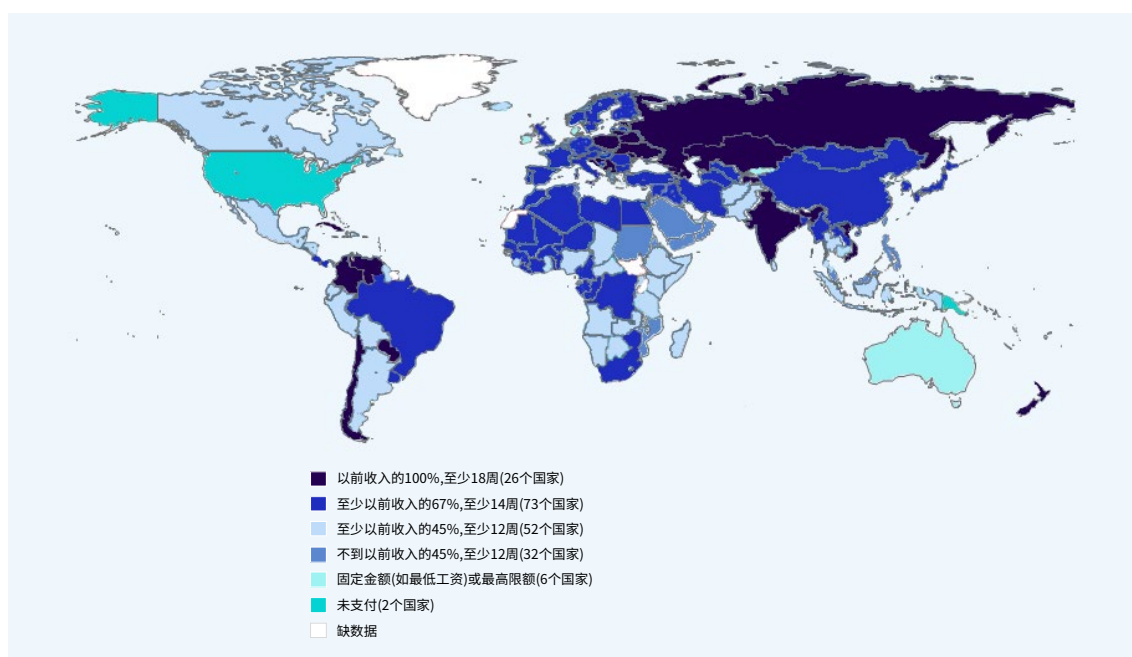 以前收入的100%,至少18周(26个国家)
至少以前收入的67%,至少14周(73个国家)
至少以前收入的45%,至少12周(52个国家)
不到以前收入的45%,至少12周(32个国家)
固定金额(如最低工资)或最高限额(6个国家)
未支付(2个国家)
缺数据